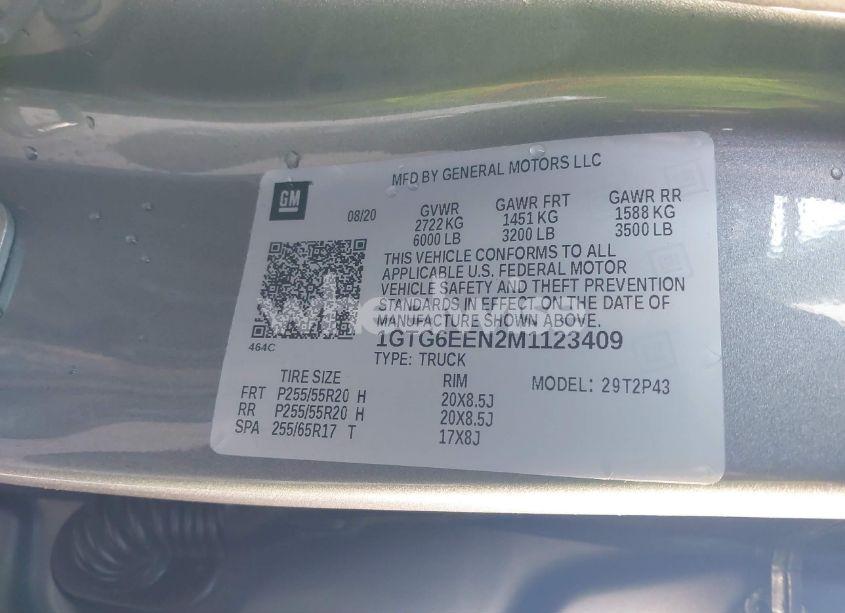 MFD BY GENERAL MOTORS LLC
GM
08/20
GVWR GAWR FRT GAWR RR
2722 KG 1451 KG 1588 KG
6000 LB 3200 LB 3500 LB
THIS VEHICLE CONFORMS TO ALL
APPLICABLE U.S. FEDERAL MOTOR
VEHICLE SAFETY AND THEFT PREVENTION
STANDARDS IN EFFECT ON THE DATE OF
MANUFACTURE SHOWN ABOVE.
464C
1GTG6EEN2M1123409
TYPE: TRUCK
TIRE SIZE RIM MODEL: 29T2P43
FRT P255/55R20 H 20X8.5J
RR P255/55R20 H 20X8.5J
SPA 255/65R17 T 17X8J